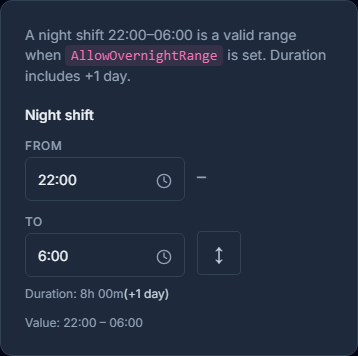 A night shift 22:00–06:00 is a valid range
when AllowOvernightRange is set. Duration
includes +1 day.
Night shift
FROM
22:00
–
TO
6:00
Duration: 8h 00m(+1 day)
Value: 22:00 – 06:00